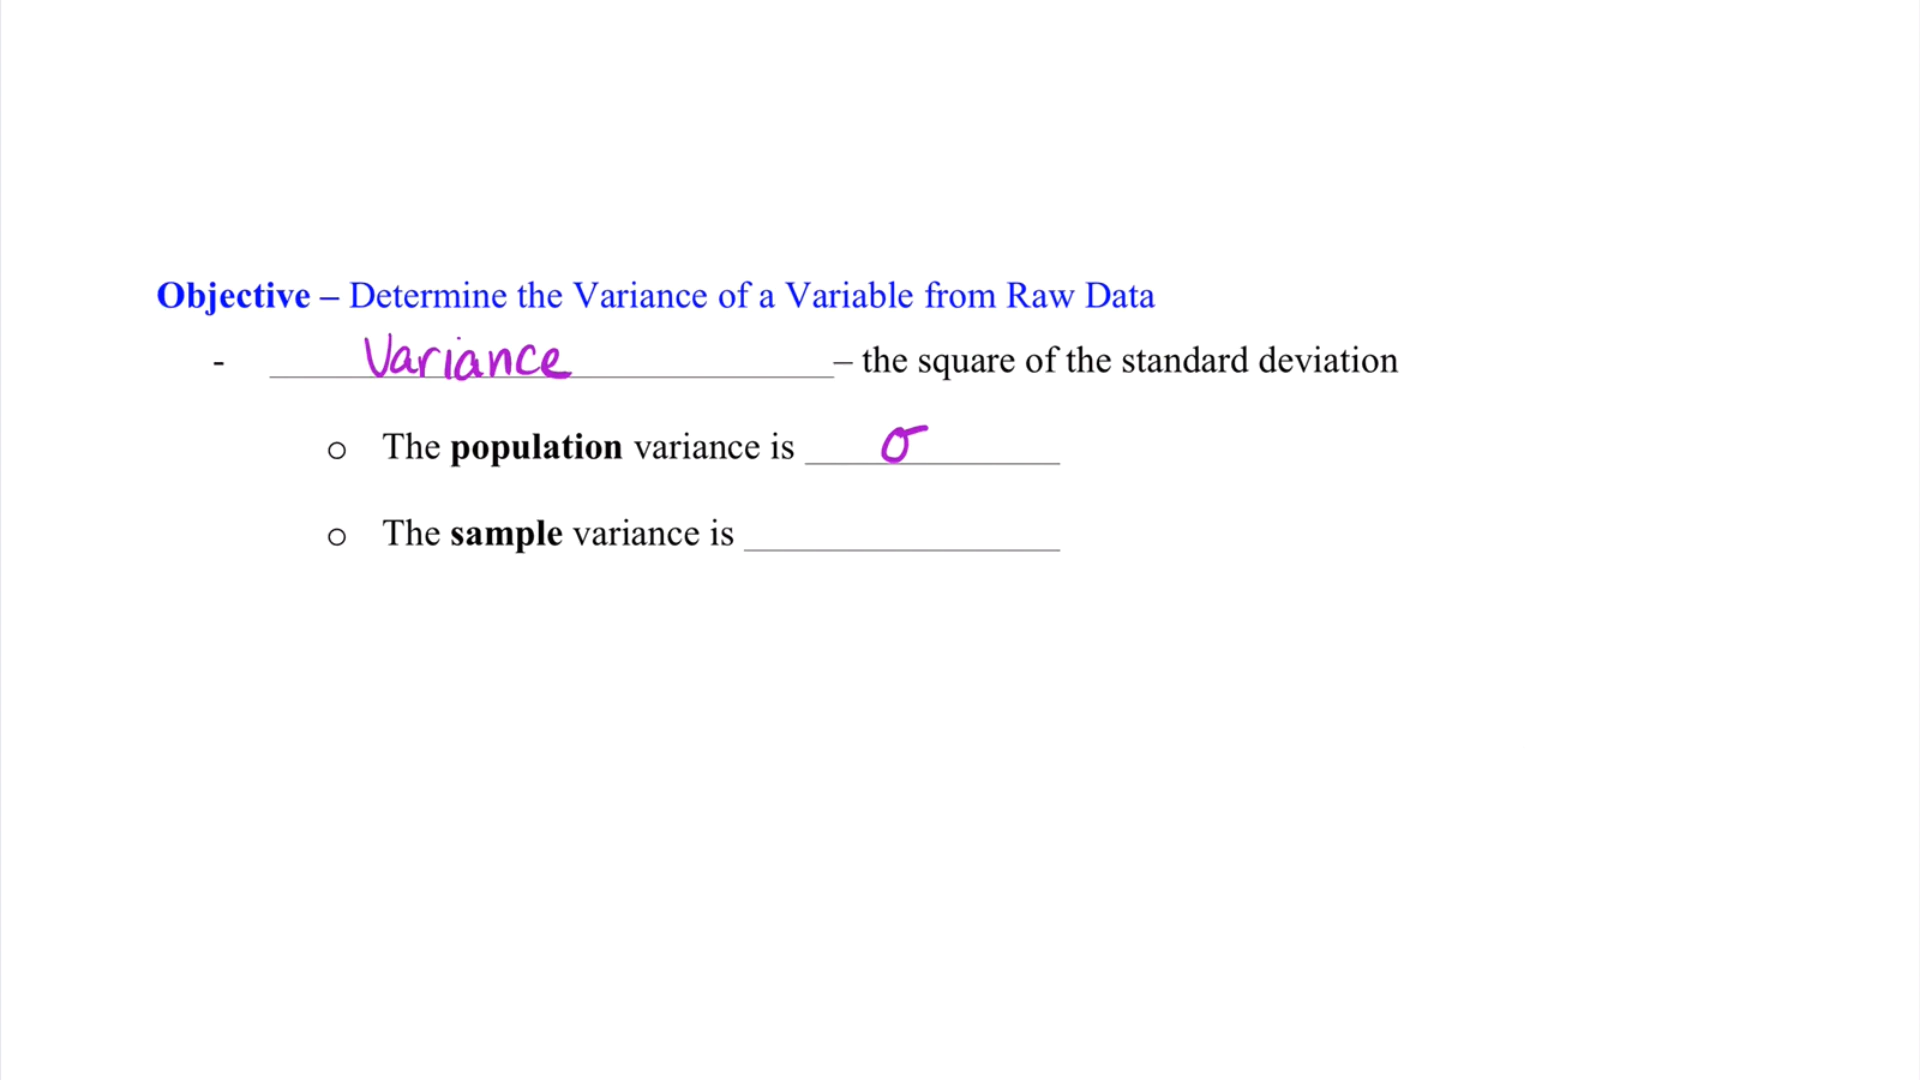 Objective – Determine the Variance of a Variable from Raw Data
- Variance – the square of the standard deviation
o The population variance is σ
o The sample variance is